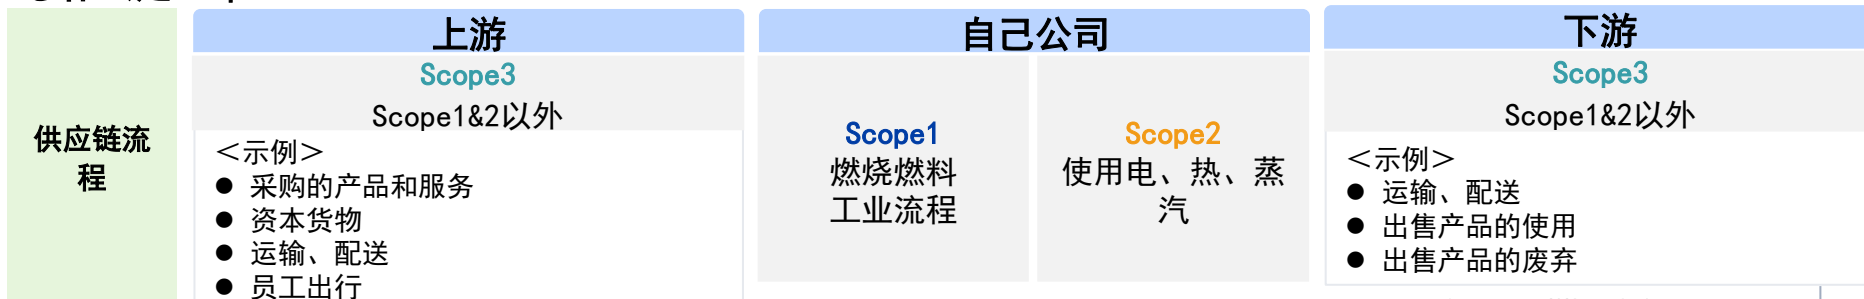 供应链流
程
上游
Scope3
Scope1&2以外
＜示例＞
● 采购的产品和服务
● 资本货物
● 运输、配送
● 员工出行
自己公司
Scope1
燃烧燃料
工业流程
Scope2
使用电、热、蒸
汽
下游
Scope3
Scope1&2以外
＜示例＞
● 运输、配送
● 出售产品的使用
● 出售产品的废弃